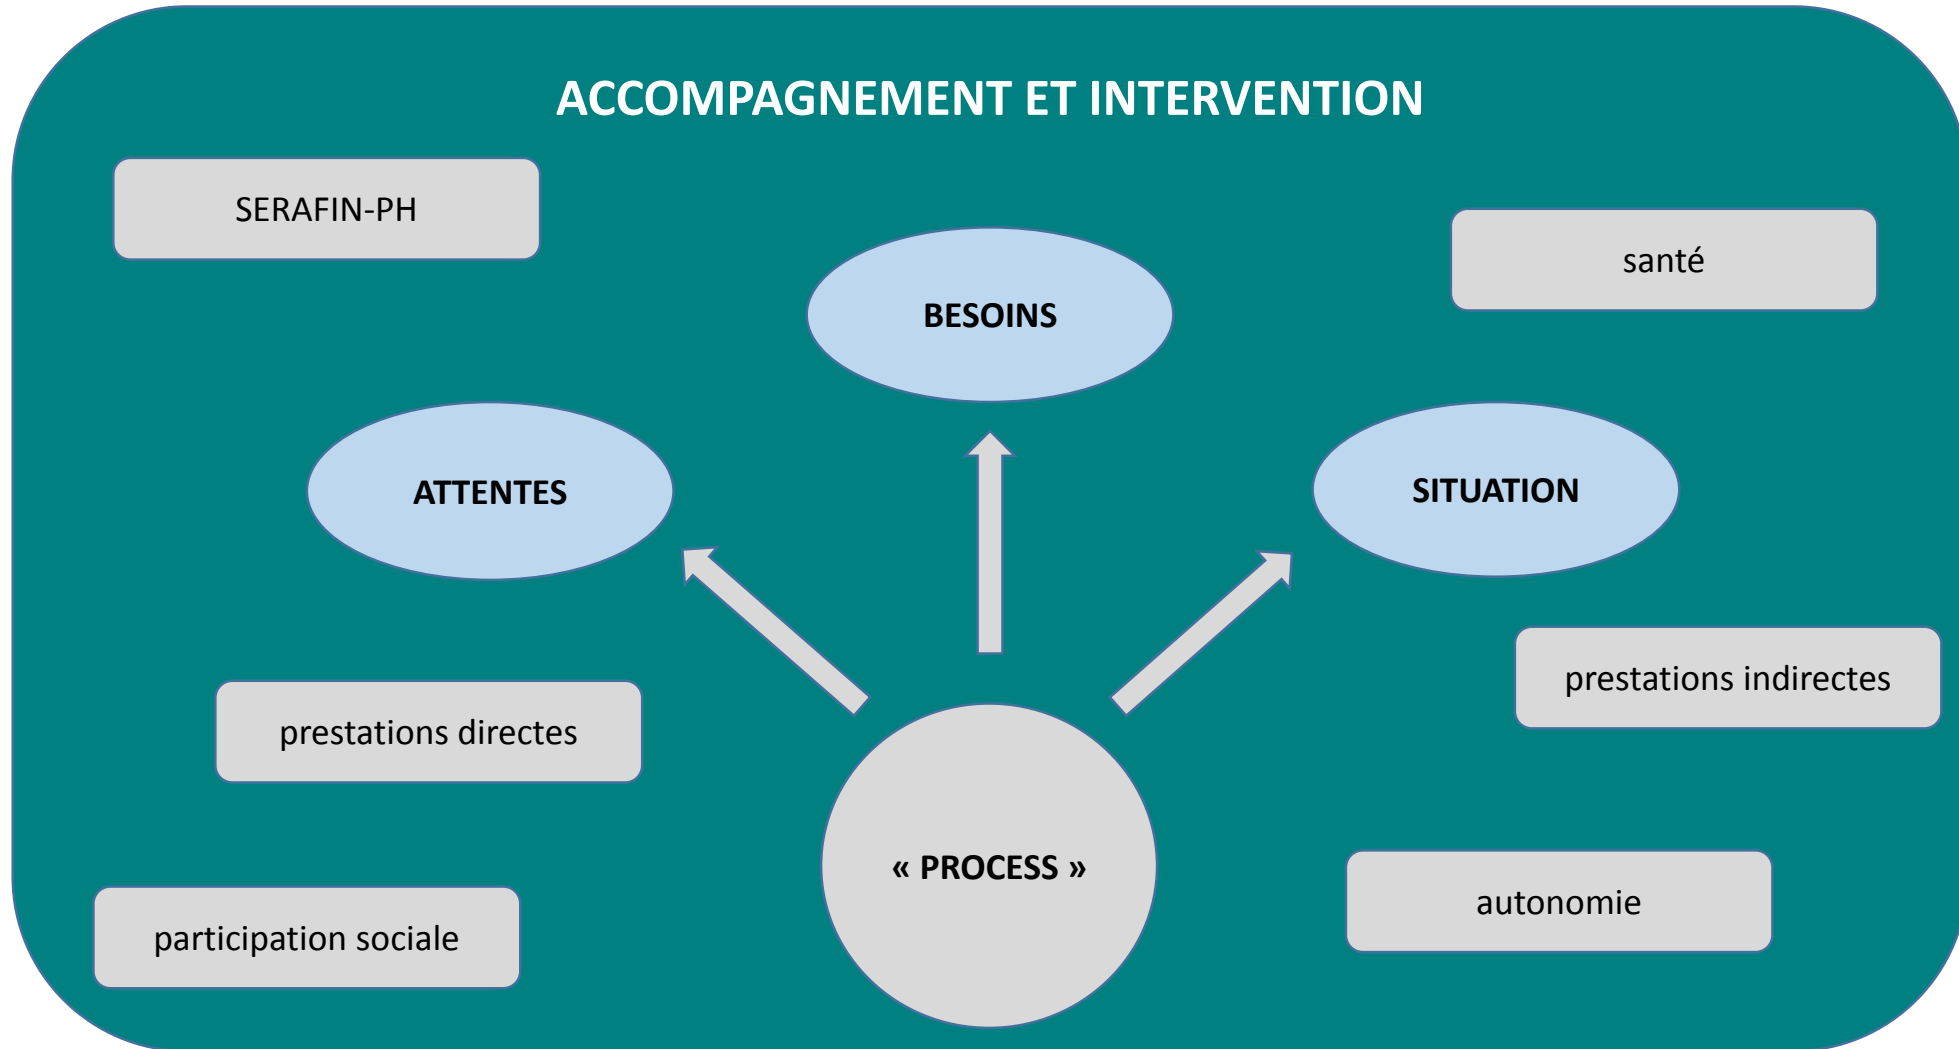 ACCOMPAGNEMENT ET INTERVENTION
SERAFIN-PH
santé
BESOINS
ATTENTES
SITUATION
prestations indirectes
prestations directes
« PROCESS »
autonomie
participation sociale